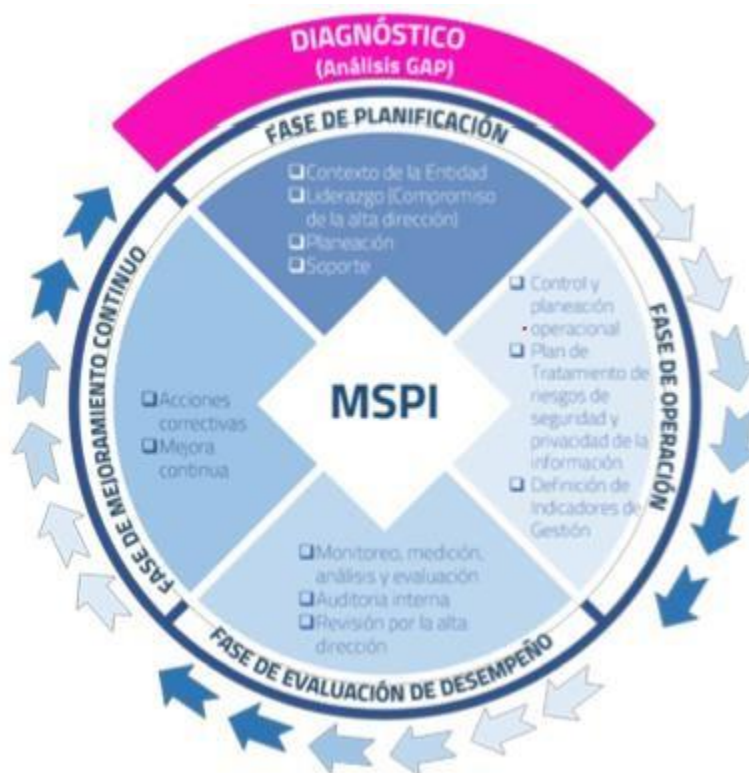 DIAGNÓSTICO
(Análisis GAP)
FASE DE PLANIFICACIÓN
❑Contexto de la Entidad
❑Liderazgo (Compromiso
de la alta dirección)
❑Planeación
❑Soporte
FASE DE OPERACIÓN
❑ Control y
planeación
operacional
❑ Plan de
Tratamiento de
riesgos de
seguridad y
privacidad de la
información
❑ Definición de
Indicadores de
Gestión
MSPI
FASE DE EVALUACIÓN DE DESEMPEÑO
❑Monitoreo, medición,
análisis y evaluación
❑Auditoria interna
❑Revisión por la alta
dirección
FASE DE MEJORAMIENTO CONTINUO
❑Acciones
correctivas
❑Mejora
continua